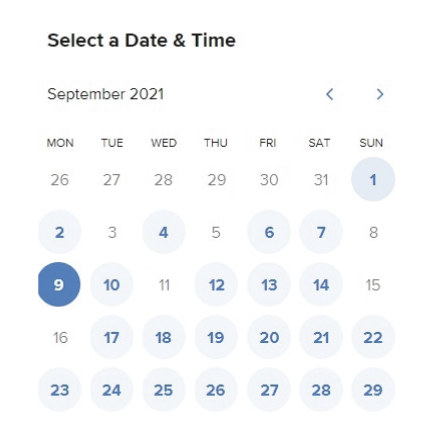 Select a Date & Time
September 2021
MON TUE WED THU FRI SAT SUN
26 27 28 29 30 31 1
2 3 4 5 6 7 8
9 10 11 12 13 14 15
16 17 18 19 20 21 22
23 24 25 26 27 28 29